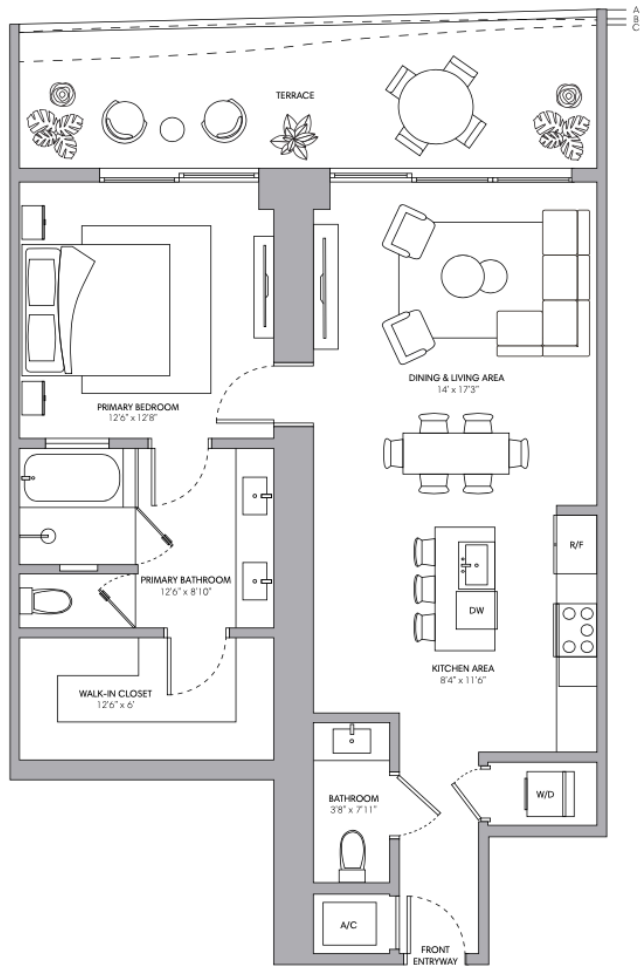 A
B
C
TERRACE
DINING & LIVING AREA
14' x 17'3"
PRIMARY BEDROOM
12'6" x 12'8"
R/F
PRIMARY BATHROOM
12'6" x 8'10"
DW
KITCHEN AREA
8'4" x 11'6"
WALK-IN CLOSET
12'6" x 6'
BATHROOM
3'8" x 7'11"
W/D
A/C
FRONT
ENTRYWAY